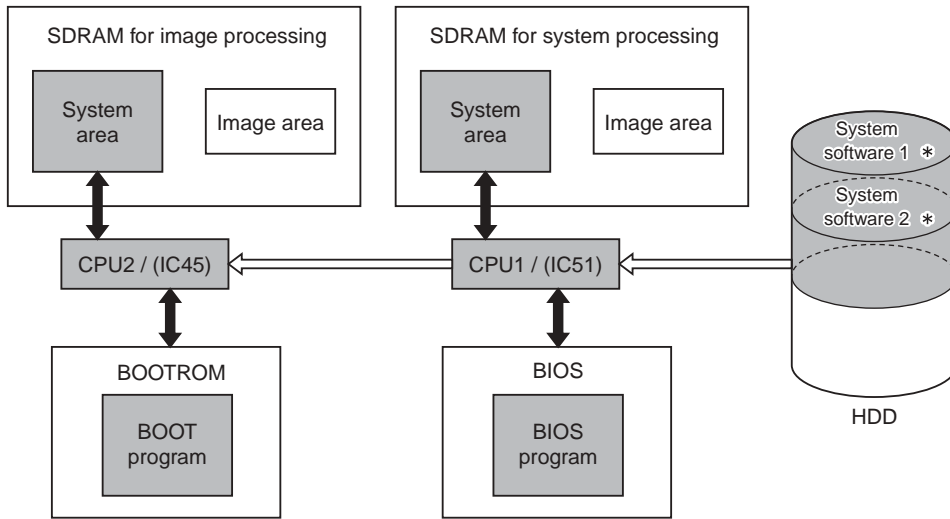 SDRAM for image processing
System
area
Image area
SDRAM for system processing
System
area
Image area
System
software 1 *
System
software 2 *
CPU2 / (IC45)
CPU1 / (IC51)
BOOTROM
BOOT
program
BIOS
BIOS
program
HDD